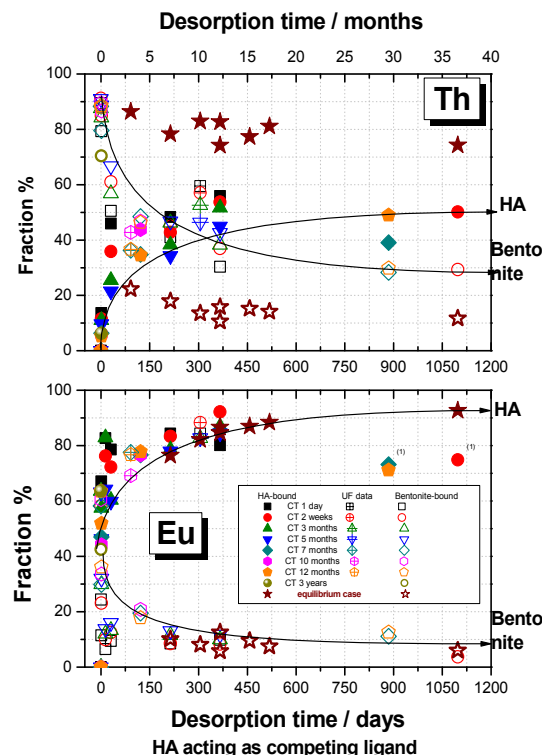 Desorption time / months
0 5 10 15 20 25 30 35 40
Th
100
80
60
40
20
0
Fraction %
HA
Bento
nite
0 150 300 450 600 750 900 1050 1200
100
80
60
40
20
0
Fraction %
HA
(1)
(1)
Eu
HA-bound UF data Bentonite-bound
CT 1 day
CT 2 weeks
CT 3 months
CT 5 months
CT 7 months
CT 10 months
CT 12 months
CT 3 years
equilibrium case
Bento
nite
0 150 300 450 600 750 900 1050 1200
Desorption time / days
HA acting as competing ligand